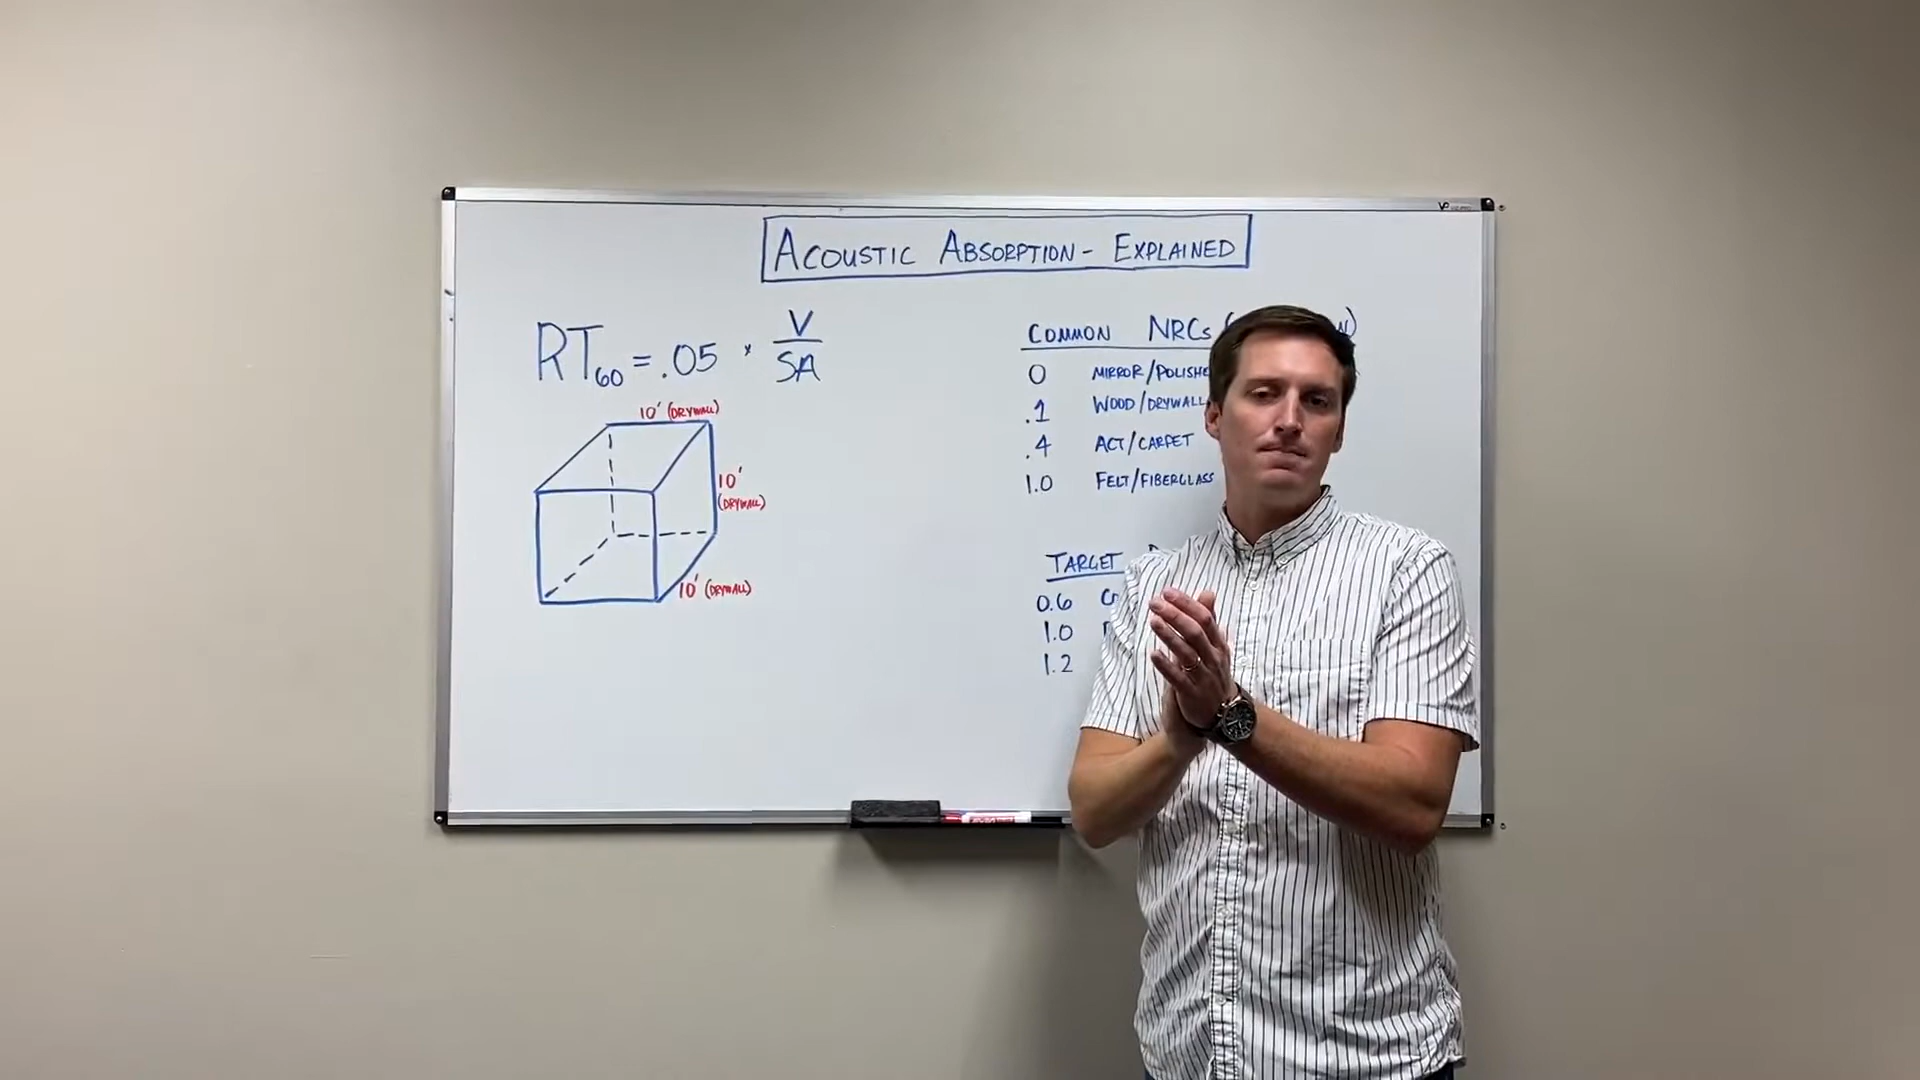 ACOUSTIC ABSORPTION - EXPLAINED
RT60 = .05 * V
SA
10' (DRYWALL)
10'
(DRYWALL)
10' (DRYWALL)
COMMON NRCs (
0 MIRROR/POLISHE
.1 WOOD/DRYWALL
.4 ACT/CARPET
1.0 FELT/FIBERGLASS
TARGET
0.6
1.0
1.2